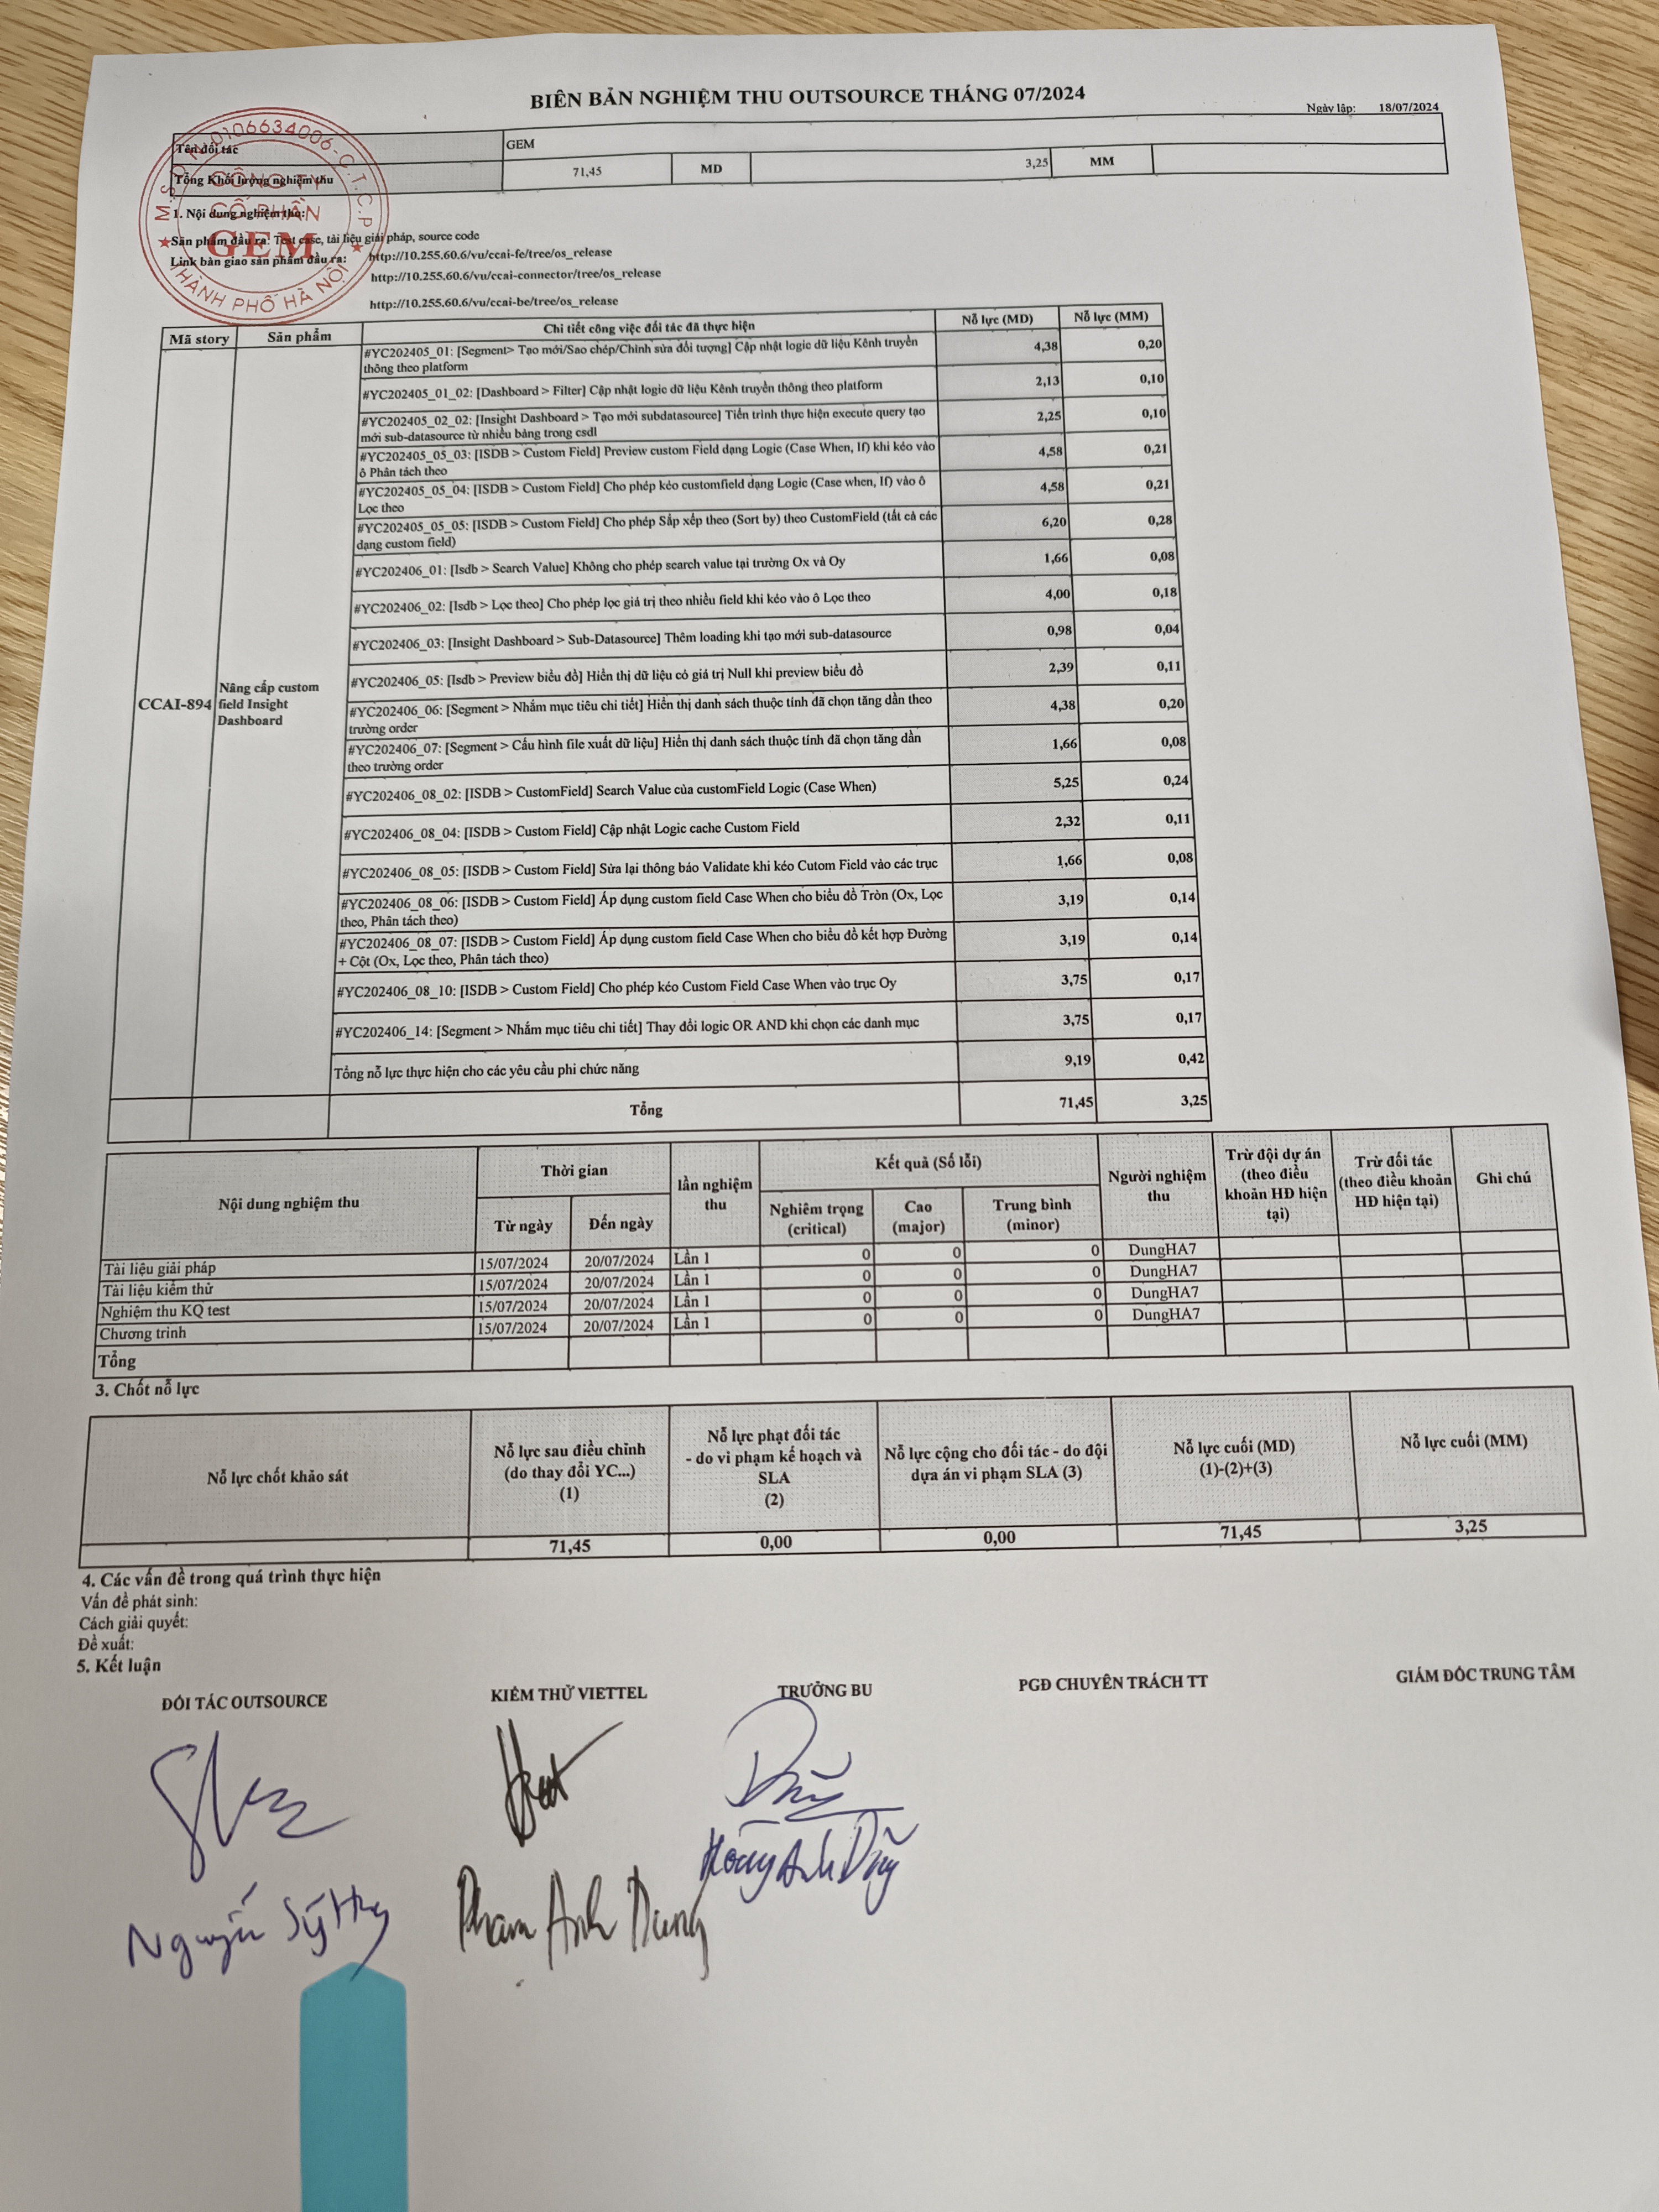 BIÊN BẢN NGHIỆM THU OUTSOURCE THÁNG 07/2024
Ngày lập: 18/07/2024
Tên đối tác GEM
Tổng Khối lượng nghiệm thu 71,45 MD 3,25 MM
M.S.D.N:0106634006-C.T.C.P
CÔNG TY
CỔ PHẦN
GEM
THÀNH PHỐ HÀ NỘI
1. Nội dung nghiệm thu:
Sản phẩm đầu ra: Test case, tài liệu giải pháp, source code
Link bàn giao sản phẩm đầu ra: http://10.255.60.6/vu/ccai-fe/tree/os_release
http://10.255.60.6/vu/ccai-connector/tree/os_release
http://10.255.60.6/vu/ccai-be/tree/os_release
Mã story Sản phẩm Chi tiết công việc đối tác đã thực hiện Nỗ lực (MD) Nỗ lực (MM)
#YC202405_01: [Segment> Tạo mới/Sao chép/Chỉnh sửa đối tượng] Cập nhật logic dữ liệu Kênh truyền
thông theo platform 4,38 0,20
#YC202405_01_02: [Dashboard > Filter] Cập nhật logic dữ liệu Kênh truyền thông theo platform 2,13 0,10
#YC202405_02_02: [Insight Dashboard > Tạo mới subdatasource] Tiến trình thực hiện execute query tạo
mới sub-datasource từ nhiều bảng trong csdl 2,25 0,10
#YC202405_05_03: [ISDB > Custom Field] Preview custom Field dạng Logic (Case When, If) khi kéo vào
ô Phân tách theo 4,58 0,21
#YC202405_05_04: [ISDB > Custom Field] Cho phép kéo customfield dạng Logic (Case when, If) vào ô
Lọc theo 4,58 0,21
#YC202405_05_05: [ISDB > Custom Field] Cho phép Sắp xếp theo (Sort by) theo CustomField (tất cả các
dạng custom field) 6,20 0,28
#YC202406_01: [Isdb > Search Value] Không cho phép search value tại trường Ox và Oy 1,66 0,08
#YC202406_02: [Isdb > Lọc theo] Cho phép lọc giá trị theo nhiều field khi kéo vào ô Lọc theo 4,00 0,18
#YC202406_03: [Insight Dashboard > Sub-Datasource] Thêm loading khi tạo mới sub-datasource 0,98 0,04
#YC202406_05: [Isdb > Preview biểu đồ] Hiển thị dữ liệu có giá trị Null khi preview biểu đồ 2,39 0,11
CCAI-894 Nâng cấp custom
field Insight
Dashboard
#YC202406_06: [Segment > Nhắm mục tiêu chi tiết] Hiển thị danh sách thuộc tính đã chọn tăng dần theo
trường order 4,38 0,20
#YC202406_07: [Segment > Cấu hình file xuất dữ liệu] Hiển thị danh sách thuộc tính đã chọn tăng dần
theo trường order 1,66 0,08
#YC202406_08_02: [ISDB > CustomField] Search Value của customField Logic (Case When) 5,25 0,24
#YC202406_08_04: [ISDB > Custom Field] Cập nhật Logic cache Custom Field 2,32 0,11
#YC202406_08_05: [ISDB > Custom Field] Sửa lại thông báo Validate khi kéo Cutom Field vào các trục 1,66 0,08
#YC202406_08_06: [ISDB > Custom Field] Áp dụng custom field Case When cho biểu đồ Tròn (Ox, Lọc
theo, Phân tách theo) 3,19 0,14
#YC202406_08_07: [ISDB > Custom Field] Áp dụng custom field Case When cho biểu đồ kết hợp Đường
+ Cột (Ox, Lọc theo, Phân tách theo) 3,19 0,14
#YC202406_08_10: [ISDB > Custom Field] Cho phép kéo Custom Field Case When vào trục Oy 3,75 0,17
#YC202406_14: [Segment > Nhắm mục tiêu chi tiết] Thay đổi logic OR AND khi chọn các danh mục 3,75 0,17
Tổng nỗ lực thực hiện cho các yêu cầu phi chức năng 9,19 0,42
Tổng 71,45 3,25
Nội dung nghiệm thu Thời gian lần nghiệm thu Kết quả (Số lỗi) Người nghiệm thu Trừ đội dự án (theo điều khoản HĐ hiện tại) Trừ đối tác (theo điều khoản HĐ hiện tại) Ghi chú
Từ ngày Đến ngày Nghiêm trọng (critical) Cao (major) Trung bình (minor)
Tài liệu giải pháp 15/07/2024 20/07/2024 Lần 1 0 0 0 DungHA7
Tài liệu kiểm thử 15/07/2024 20/07/2024 Lần 1 0 0 0 DungHA7
Nghiệm thu KQ test 15/07/2024 20/07/2024 Lần 1 0 0 0 DungHA7
Chương trình 15/07/2024 20/07/2024 Lần 1 0 0 0 DungHA7
Tổng
3. Chốt nỗ lực
Nỗ lực chốt khảo sát Nỗ lực sau điều chỉnh (do thay đổi YC...) (1) Nỗ lực phạt đối tác - do vi phạm kế hoạch và SLA (2) Nỗ lực cộng cho đối tác - do đội dựa án vi phạm SLA (3) Nỗ lực cuối (MD) (1)-(2)+(3) Nỗ lực cuối (MM)
71,45 0,00 0,00 71,45 3,25
4. Các vấn đề trong quá trình thực hiện
Vấn đề phát sinh:
Cách giải quyết:
Đề xuất:
5. Kết luận
ĐỐI TÁC OUTSOURCE KIỂM THỬ VIETTEL TRƯỞNG BU PGĐ CHUYÊN TRÁCH TT GIÁM ĐỐC TRUNG TÂM
Hoàng Anh Dũng
Nguyễn Sỹ Huy Phạm Anh Dung